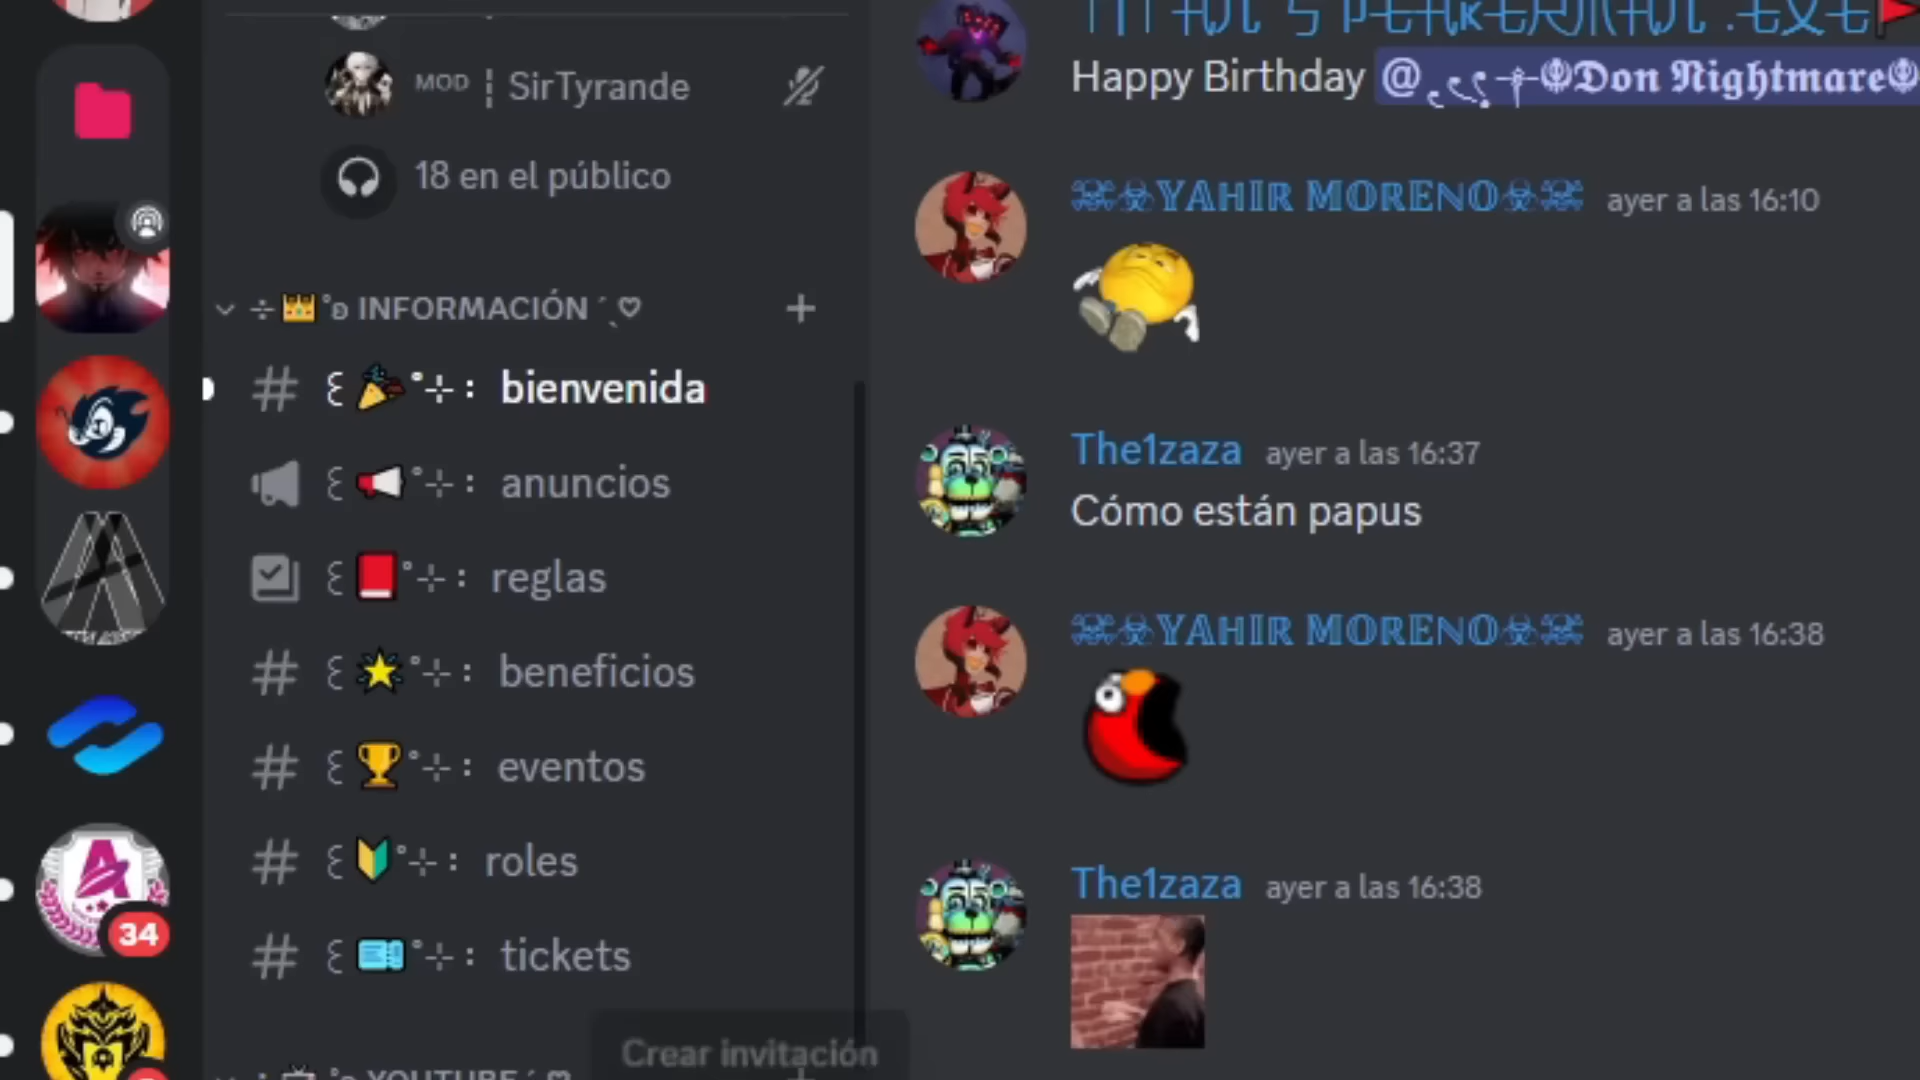 MOD ┆ SirTyrande
18 en el público
÷👑˚ʚ INFORMACIÓN ˊˎ♡
꒰🎉˚⊹ : bienvenida
꒰📢˚⊹ : anuncios
꒰📕˚⊹ : reglas
꒰🌟˚⊹ : beneficios
꒰🏆˚⊹ : eventos
꒰🔰˚⊹ : roles
꒰🎫˚⊹ : tickets
Crear invitación
YOUTUBE
34
Happy Birthday @𝕯𝖔𝖓 𝕹𝖎𝖌𝖍𝖙𝖒𝖆𝖗𝖊
☠☣𝕐𝔸ℍ𝕀ℝ 𝕄𝕆ℝ𝔼ℕ𝕆☣☠ ayer a las 16:10
The1zaza ayer a las 16:37
Cómo están papus
☠☣𝕐𝔸ℍ𝕀ℝ 𝕄𝕆ℝ𝔼ℕ𝕆☣☠ ayer a las 16:38
The1zaza ayer a las 16:38